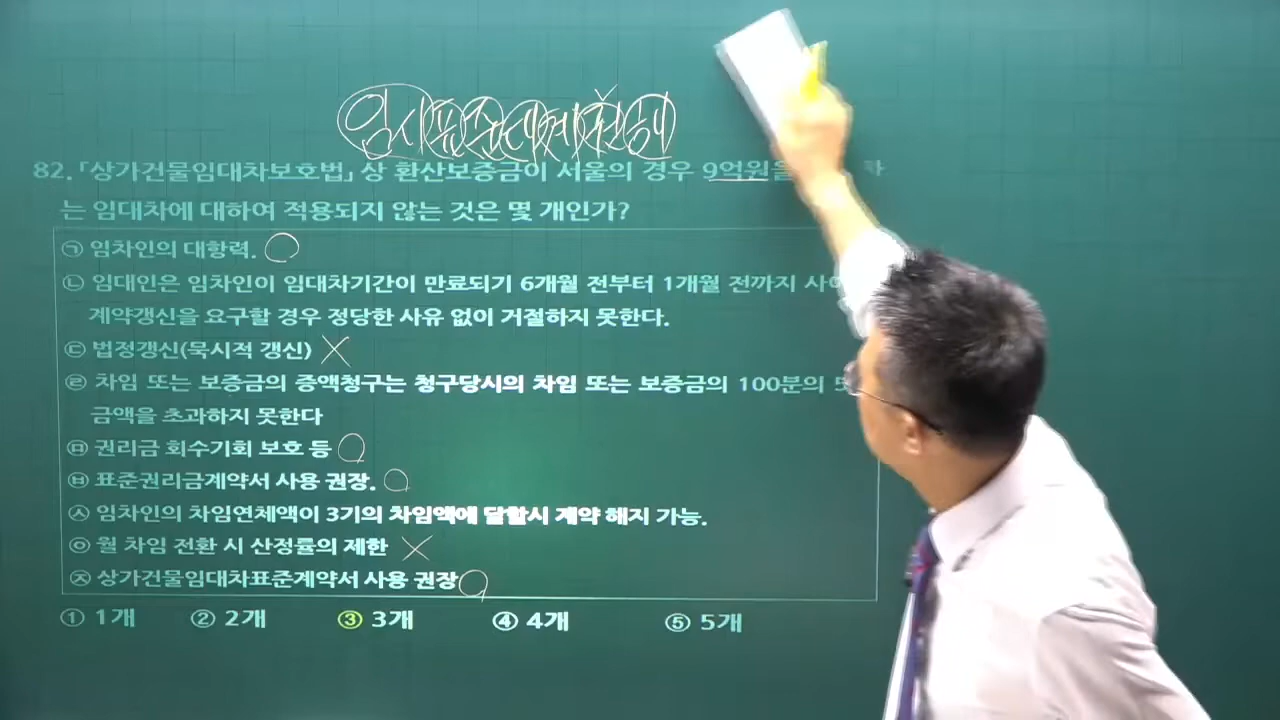 82. 「상가건물임대차보호법」 상 환산보증금이 서울의 경우 9억원을
는 임대차에 대하여 적용되지 않는 것은 몇 개인가?
㉠ 임차인의 대항력.
㉡ 임대인은 임차인이 임대차기간이 만료되기 6개월 전부터 1개월 전까지
계약갱신을 요구할 경우 정당한 사유 없이 거절하지 못한다.
㉢ 법정갱신(묵시적 갱신)
㉣ 차임 또는 보증금의 증액청구는 청구당시의 차임 또는 보증금의 100분의
금액을 초과하지 못한다
㉤ 권리금 회수기회 보호 등
㉥ 표준권리금계약서 사용 권장.
㉦ 임차인의 차임연체액이 3기의 차임액에 달할시 계약 해지 가능.
㉧ 월 차임 전환 시 산정률의 제한
㉨ 상가건물임대차표준계약서 사용 권장
① 1개 ② 2개 ③ 3개 ④ 4개 ⑤ 5개